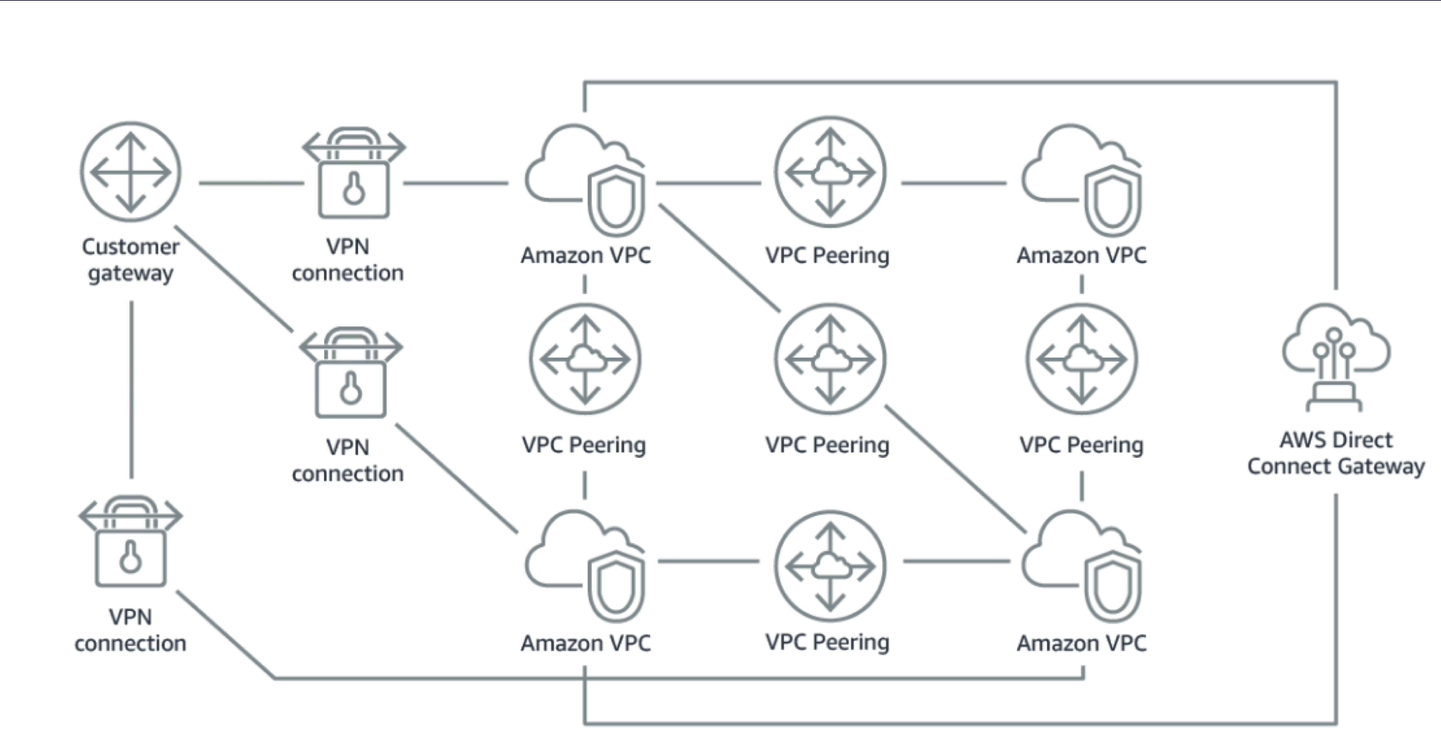 Customer
gateway
VPN
connection
Amazon VPC
VPC Peering
Amazon VPC
VPN
connection
VPC Peering
VPC Peering
VPC Peering
AWS Direct
Connect Gateway
VPN
connection
Amazon VPC
VPC Peering
Amazon VPC